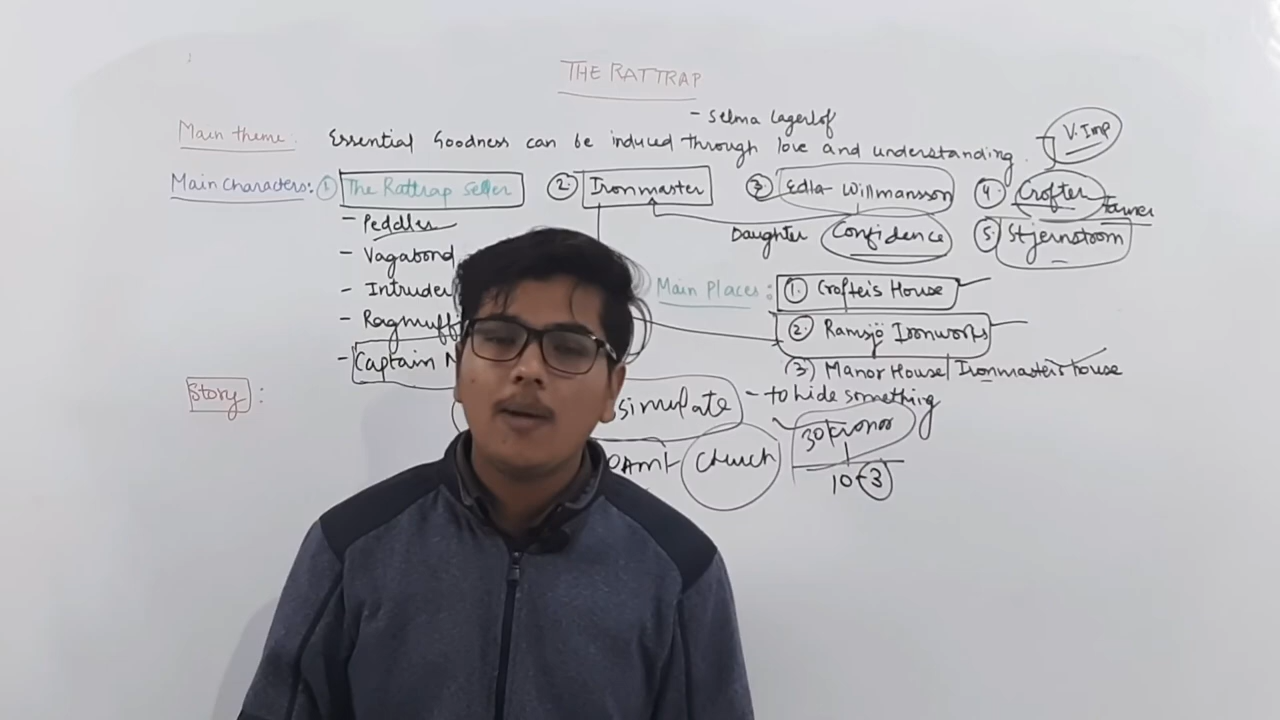 THE RATTRAP
- Selma Lagerlof
Main theme: Essential Goodness can be induced through love and understanding. V. Imp
Main Characters: ① The Rattrap Seller ② Ironmaster ③ Edla Willmansson ④ Crofter Farmer
- Peddler Daughter Confidence ⑤ Stjernstrom
- Vagabond
- Intruder Main Places: ① Crofter's House
- Ragmuff ② Ramsjö Ironworks
- Captain (3) Manor House / Ironmaster's house
Story: simulate - to hide something
Church 30 kronor
10 3